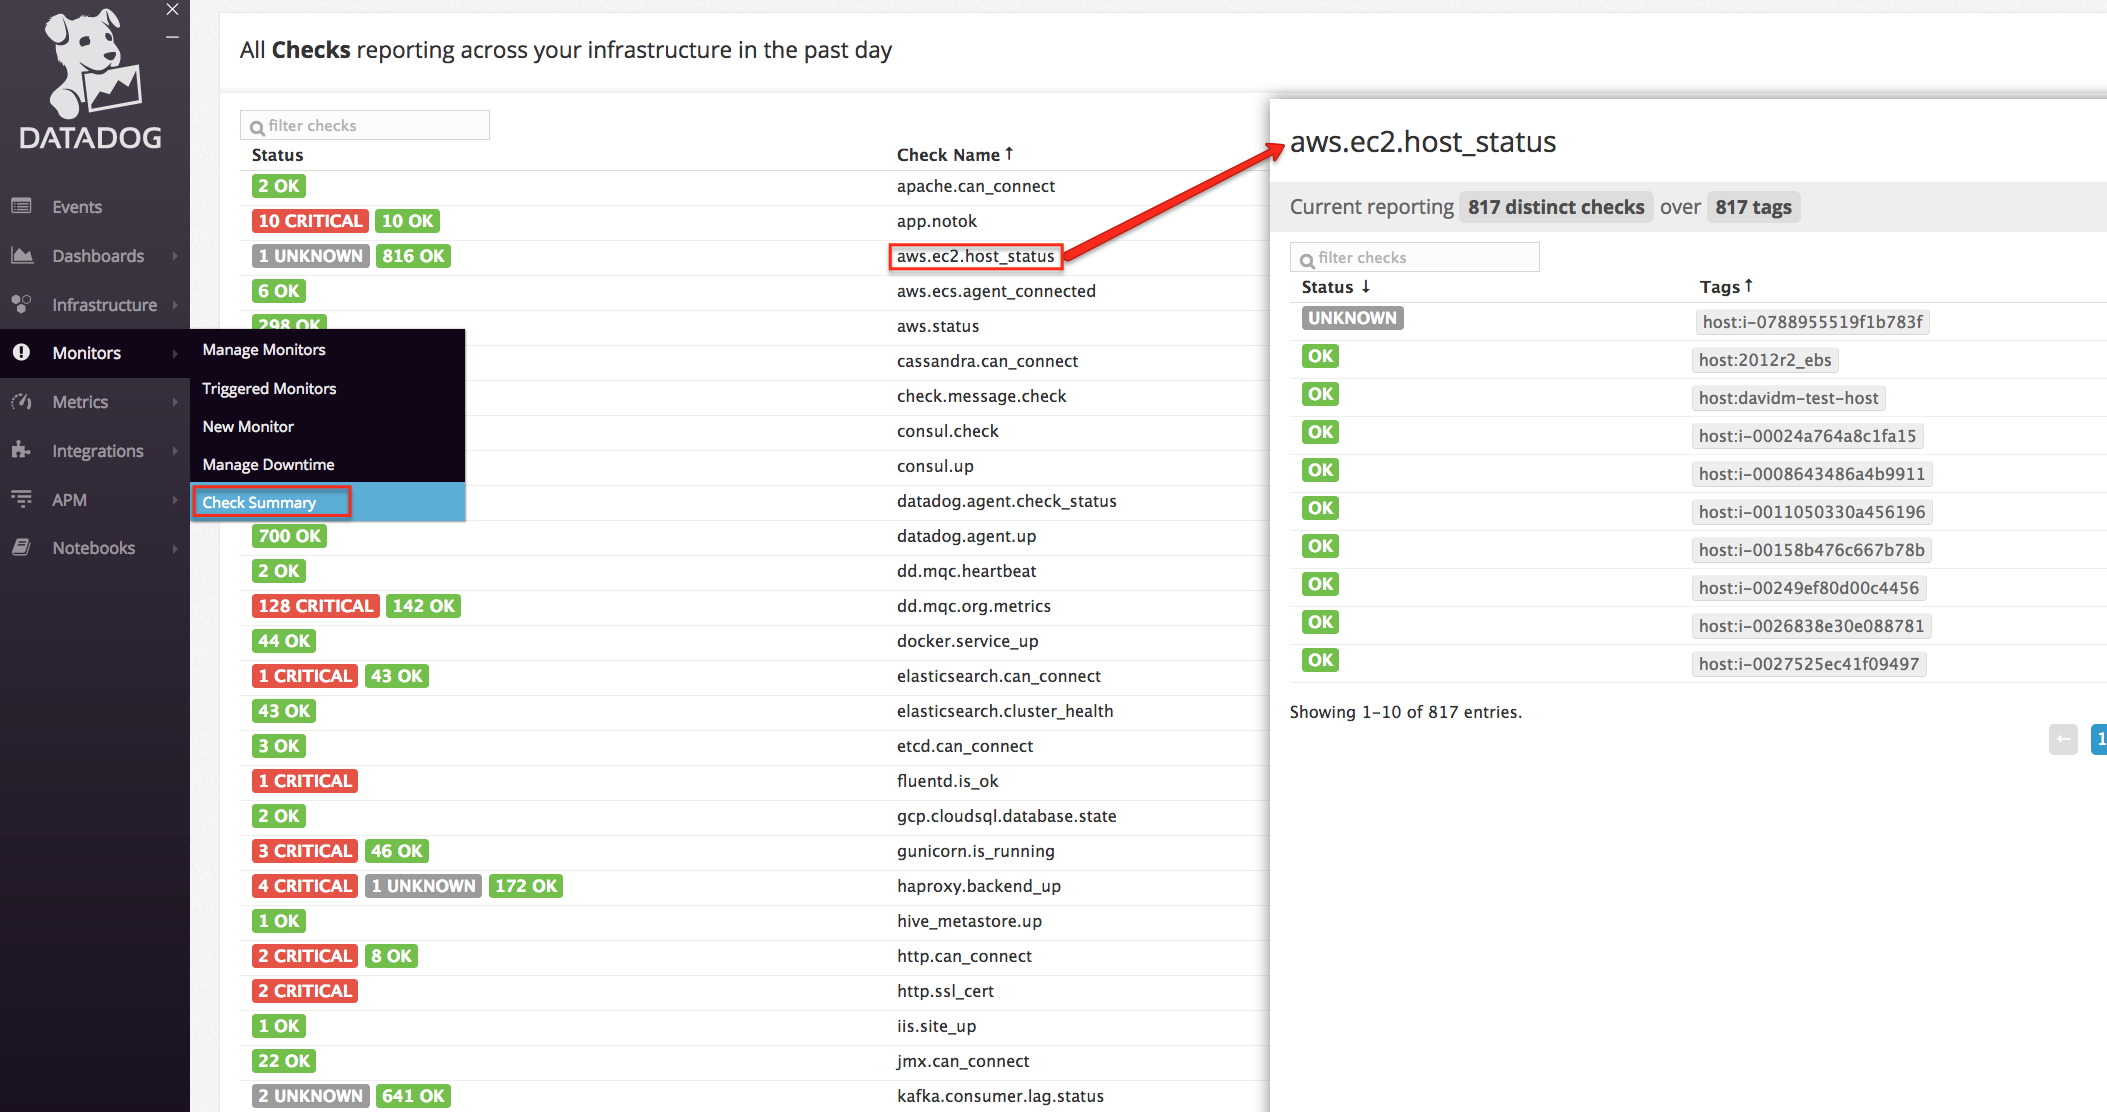 DATADOG
Events
Dashboards
Infrastructure
Monitors
Metrics
Integrations
APM
Notebooks
Manage Monitors
Triggered Monitors
New Monitor
Manage Downtime
Check Summary
All Checks reporting across your infrastructure in the past day
filter checks
Status Check Name ↑
2 OK apache.can_connect
10 CRITICAL 10 OK app.notok
1 UNKNOWN 816 OK aws.ec2.host_status
6 OK aws.ecs.agent_connected
298 OK aws.status
cassandra.can_connect
check.message.check
consul.check
consul.up
datadog.agent.check_status
700 OK datadog.agent.up
2 OK dd.mqc.heartbeat
128 CRITICAL 142 OK dd.mqc.org.metrics
44 OK docker.service_up
1 CRITICAL 43 OK elasticsearch.can_connect
43 OK elasticsearch.cluster_health
3 OK etcd.can_connect
1 CRITICAL fluentd.is_ok
2 OK gcp.cloudsql.database.state
3 CRITICAL 46 OK gunicorn.is_running
4 CRITICAL 1 UNKNOWN 172 OK haproxy.backend_up
1 OK hive_metastore.up
2 CRITICAL 8 OK http.can_connect
2 CRITICAL http.ssl_cert
1 OK iis.site_up
22 OK jmx.can_connect
2 UNKNOWN 641 OK kafka.consumer.lag.status
aws.ec2.host_status
Current reporting 817 distinct checks over 817 tags
filter checks
Status ↓ Tags ↑
UNKNOWN host:i-0788955519f1b783f
OK host:2012r2_ebs
OK host:davidm-test-host
OK host:i-00024a764a8c1fa15
OK host:i-0008643486a4b9911
OK host:i-0011050330a456196
OK host:i-00158b476c667b78b
OK host:i-00249ef80d00c4456
OK host:i-0026838e30e088781
OK host:i-0027525ec41f09497
Showing 1-10 of 817 entries.
← 1